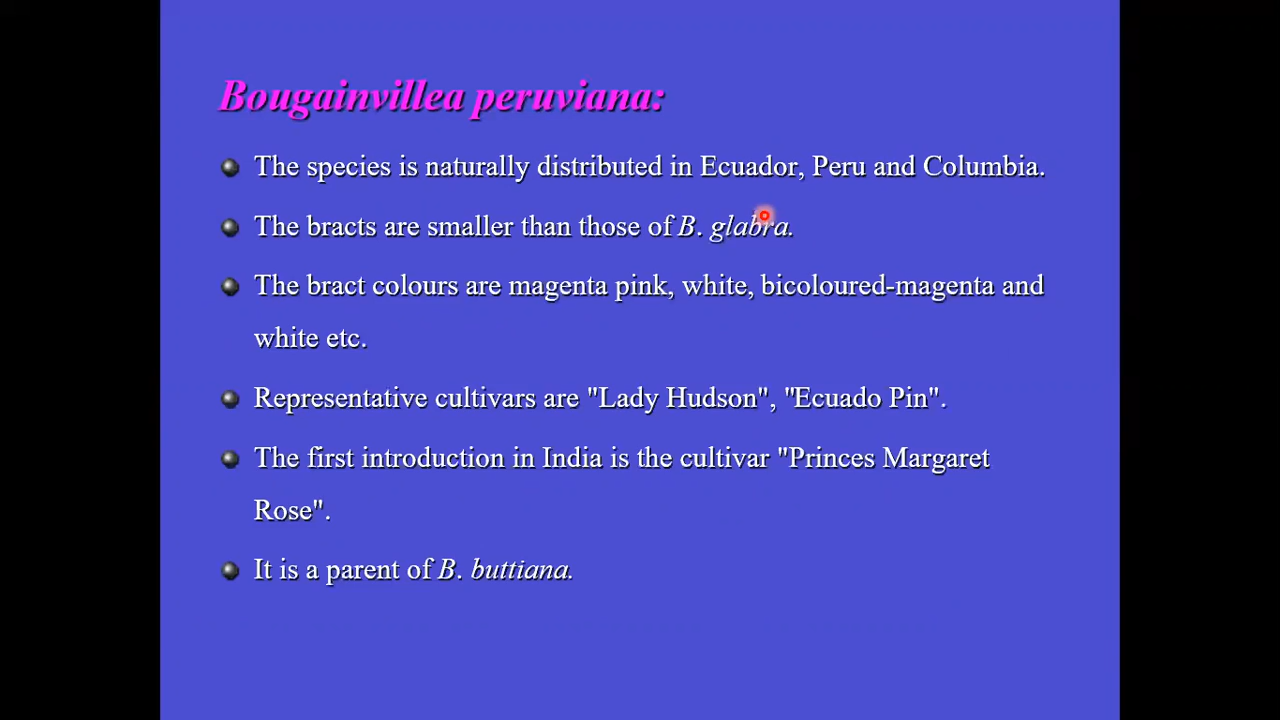 Bougainvillea peruviana:
The species is naturally distributed in Ecuador, Peru and Columbia.
The bracts are smaller than those of B. glabra.
The bract colours are magenta pink, white, bicoloured-magenta and
white etc.
Representative cultivars are "Lady Hudson", "Ecuado Pin".
The first introduction in India is the cultivar "Princes Margaret
Rose".
It is a parent of B. buttiana.